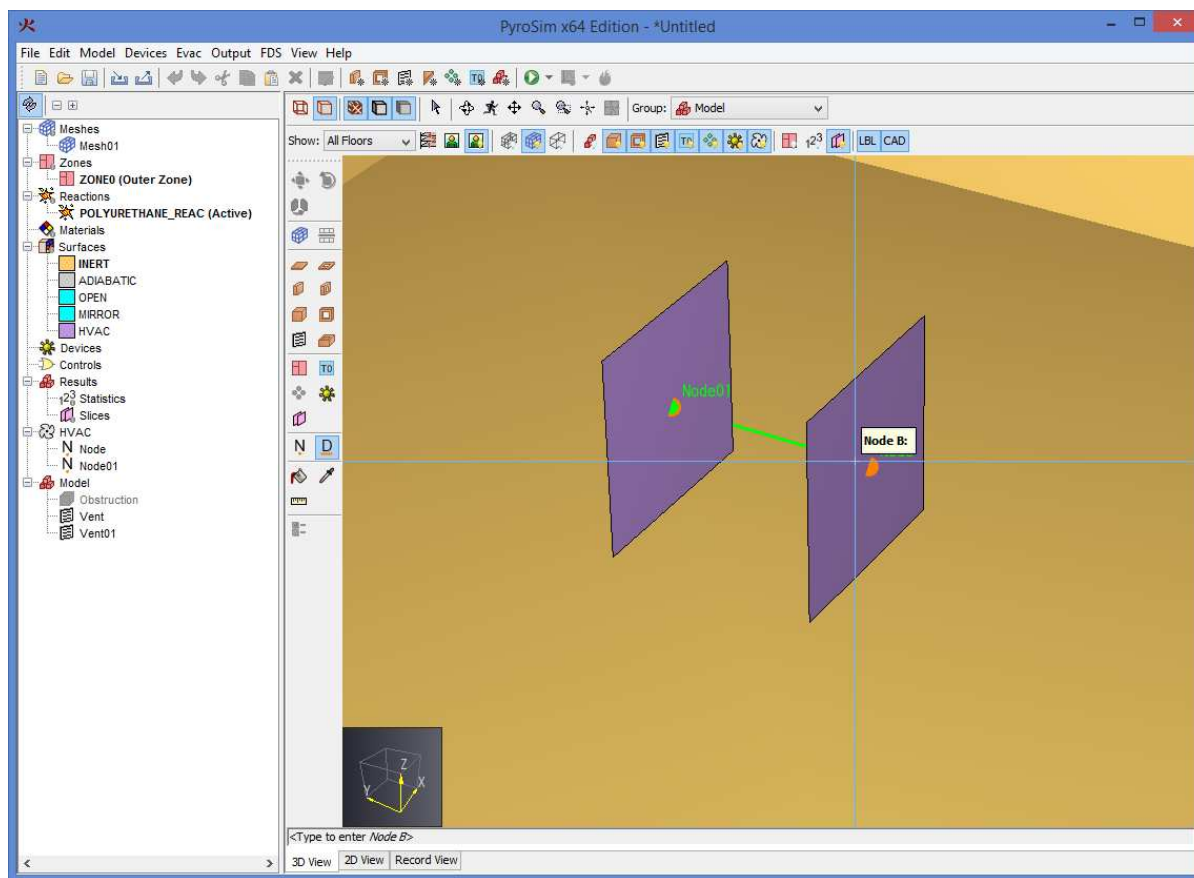 火 PyroSim x64 Edition - *Untitled
File Edit Model Devices Evac Output FDS View Help
Group: Model
Show: All Floors
LBL CAD
Meshes
Mesh01
Zones
ZONE0 (Outer Zone)
Reactions
POLYURETHANE_REAC (Active)
Materials
Surfaces
INERT
ADIABATIC
OPEN
MIRROR
HVAC
Devices
Controls
Results
Statistics
Slices
HVAC
Node
Node01
Model
Obstruction
Vent
Vent01
Node01
Node B:
Z
Y
X
<Type to enter Node B>
3D View 2D View Record View